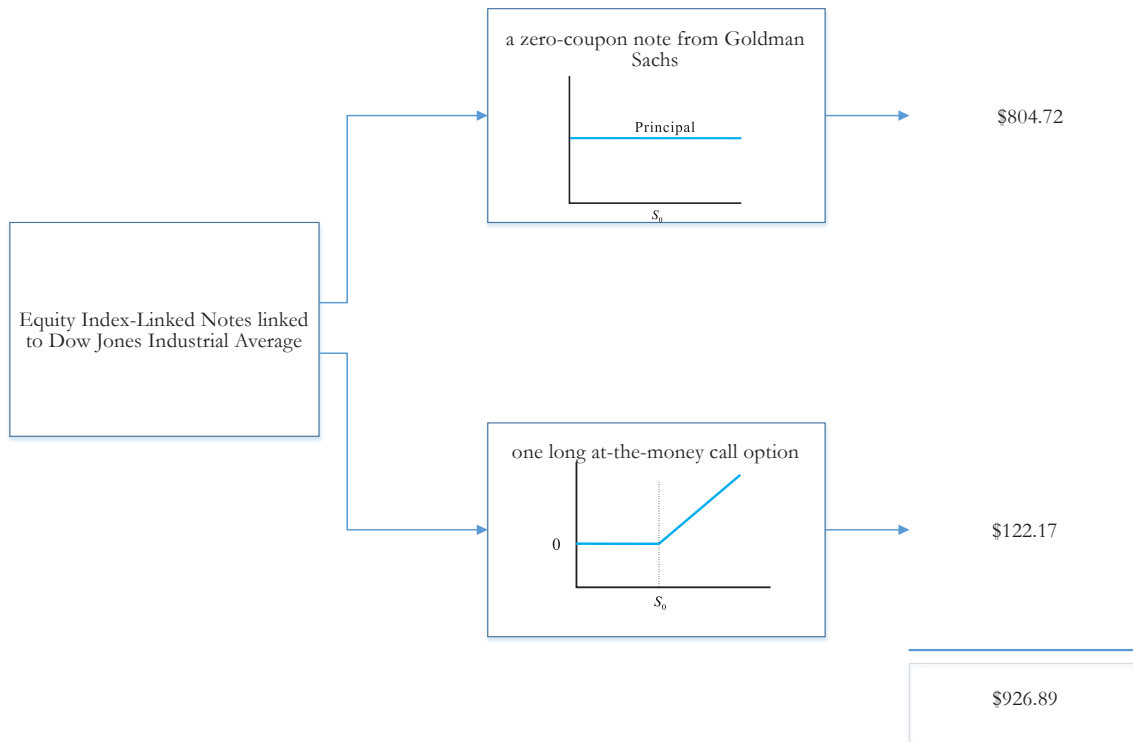 a zero-coupon note from Goldman
Sachs
Principal
S₀
$804.72
Equity Index-Linked Notes linked
to Dow Jones Industrial Average
one long at-the-money call option
0
S₀
$122.17
$926.89